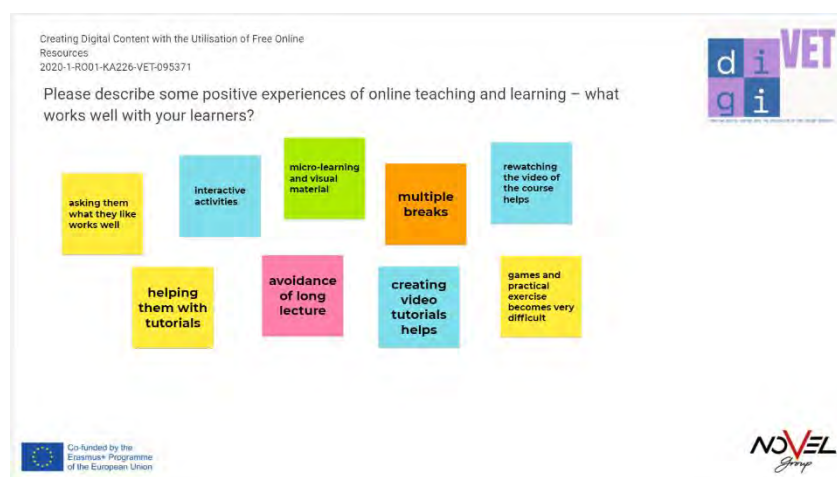 Creating Digital Content with the Utilisation of Free Online
Resources
2020-1-RO01-KA226-VET-095371
Please describe some positive experiences of online teaching and learning – what
works well with your learners?
d i VET
g i
asking them
what they like
works well
interactive
activities
micro-learning
and visual
material
multiple
breaks
rewatching
the video of
the course
helps
helping
them with
tutorials
avoidance
of long
lecture
creating
video
tutorials
helps
games and
practical
exercise
becomes very
difficult
Co-funded by the
Erasmus+ Programme
of the European Union
NOVEL
Group